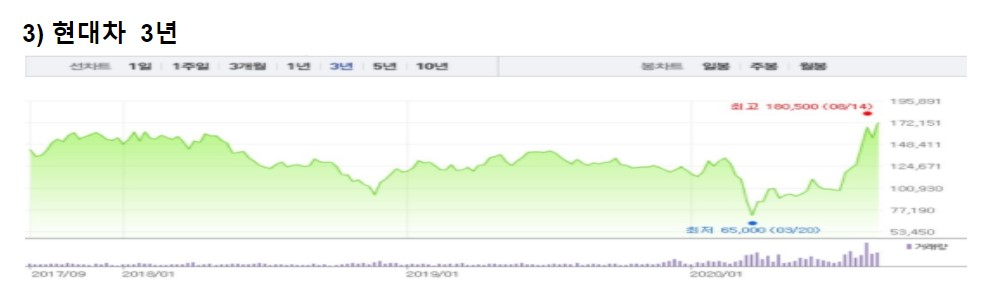 3) 현대차 3년
선차트 1일 1주일 3개월 1년 3년 5년 10년 봉차트 일봉 주봉 월봉
최고 180,500 (08/14)
195,891
172,151
148,411
124,671
100,930
77,190
53,450
최저 65,000 (03/20)
거래량
2017/09 2018/01 2019/01 2020/01